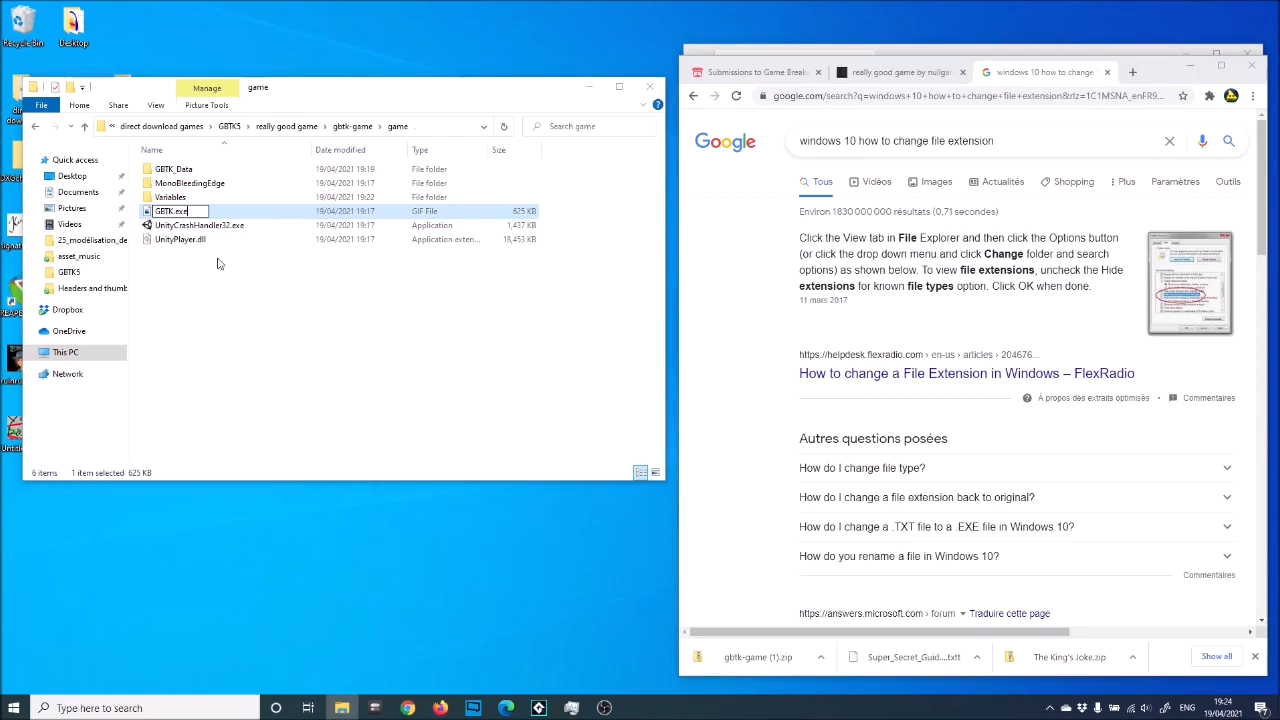 Recycle Bin
Desktop
Manage
game
File
Home
Share
View
Picture Tools
direct download games
GBTK5
really good game
gbtk-game
game
Search game
Quick access
Desktop
Documents
Pictures
Videos
25_modélisation_de
asset_music
GBTK5
Headers and thumb
Dropbox
OneDrive
This PC
Network
Name
Date modified
Type
Size
GBTK_Data 19/04/2021 19:19 File folder
MonoBleedingEdge 19/04/2021 19:17 File folder
Variables 19/04/2021 19:22 File folder
GBTK.exe 19/04/2021 19:17 GIF File 625 KB
UnityCrashHandler32.exe 19/04/2021 19:17 Application 1,437 KB
UnityPlayer.dll 19/04/2021 19:17 Application exten... 18,453 KB
6 items 1 item selected 625 KB
Submissions to Game Break
really good game by nullga
windows 10 how to change
google.com/search?q=windows+10+how+to+change+file+extension&rlz=1C1MSNA_enFR9...
Google
windows 10 how to change file extension
Tous
Vidéos
Images
Actualités
Shopping
Plus
Paramètres
Outils
Environ 1 830 000 000 résultats (0,71 secondes)
Click the View tab in File Explorer and then click the Options button
(or click the drop down menu and click Change folder and search
options) as shown below. To view file extensions, uncheck the Hide
extensions for known file types option. Click OK when done.
11 mars 2017
https://helpdesk.flexradio.com › en-us › articles › 204676...
How to change a File Extension in Windows – FlexRadio
À propos des extraits optimisés
Commentaires
Autres questions posées
How do I change file type?
How do I change a file extension back to original?
How do I change a .TXT file to a .EXE file in Windows 10?
How do you rename a file in Windows 10?
Commentaires
https://answers.microsoft.com › forum
Traduire cette page
gbtk-game (1).zip
Super_Secret_Guid....txtt
The King's Joke.zip
Show all
Type here to search
ENG
19:24
19/04/2021
7